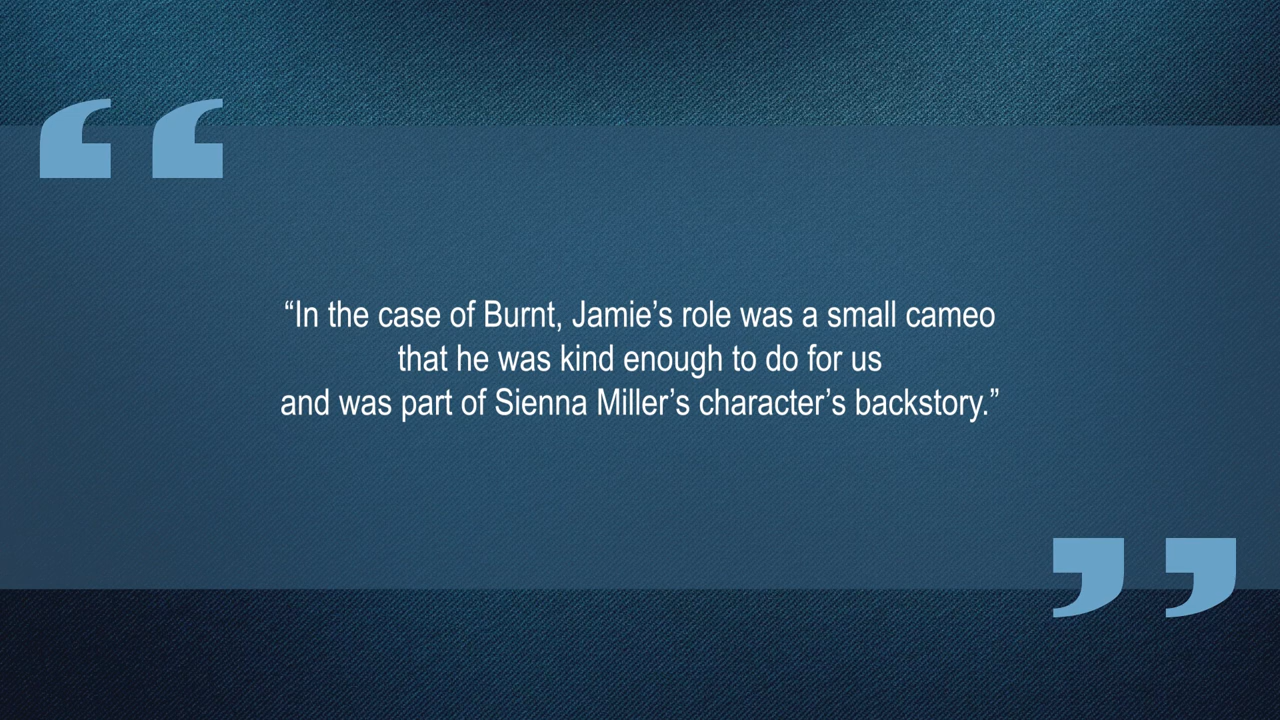 “In the case of Burnt, Jamie’s role was a small cameo
that he was kind enough to do for us
and was part of Sienna Miller’s character’s backstory.”